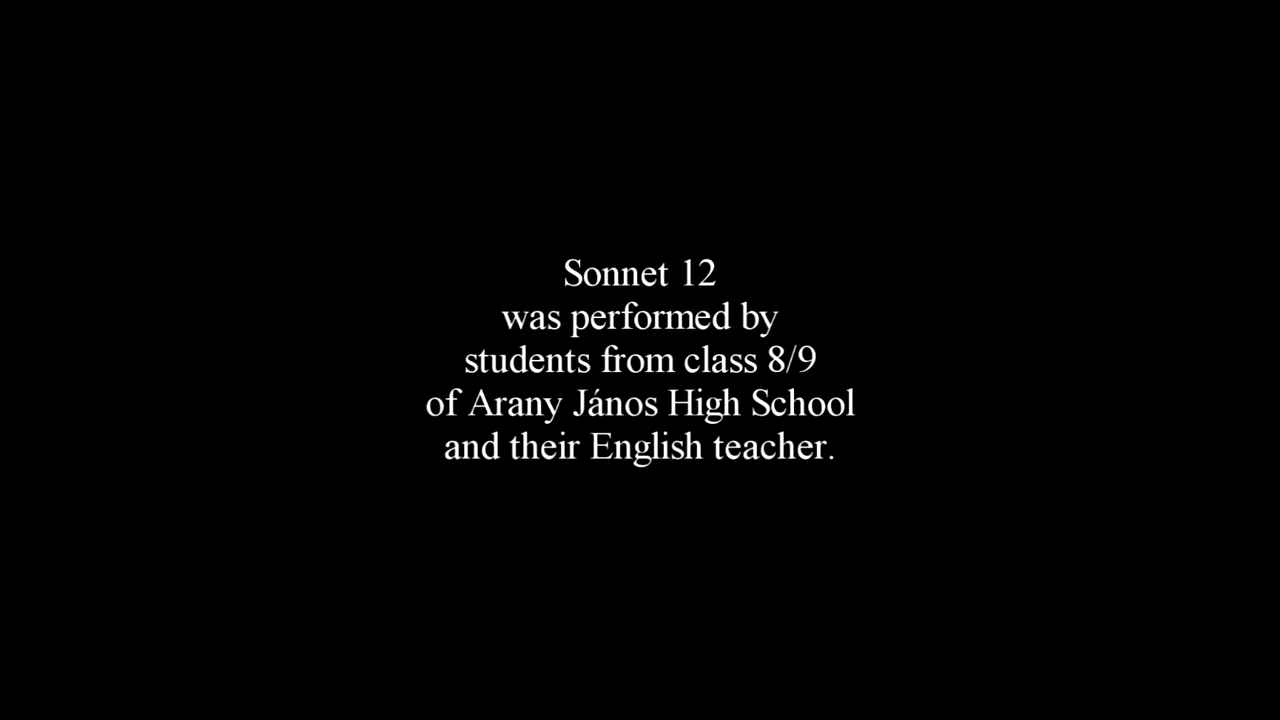 Sonnet 12
was performed by
students from class 8/9
of Arany János High School
and their English teacher.